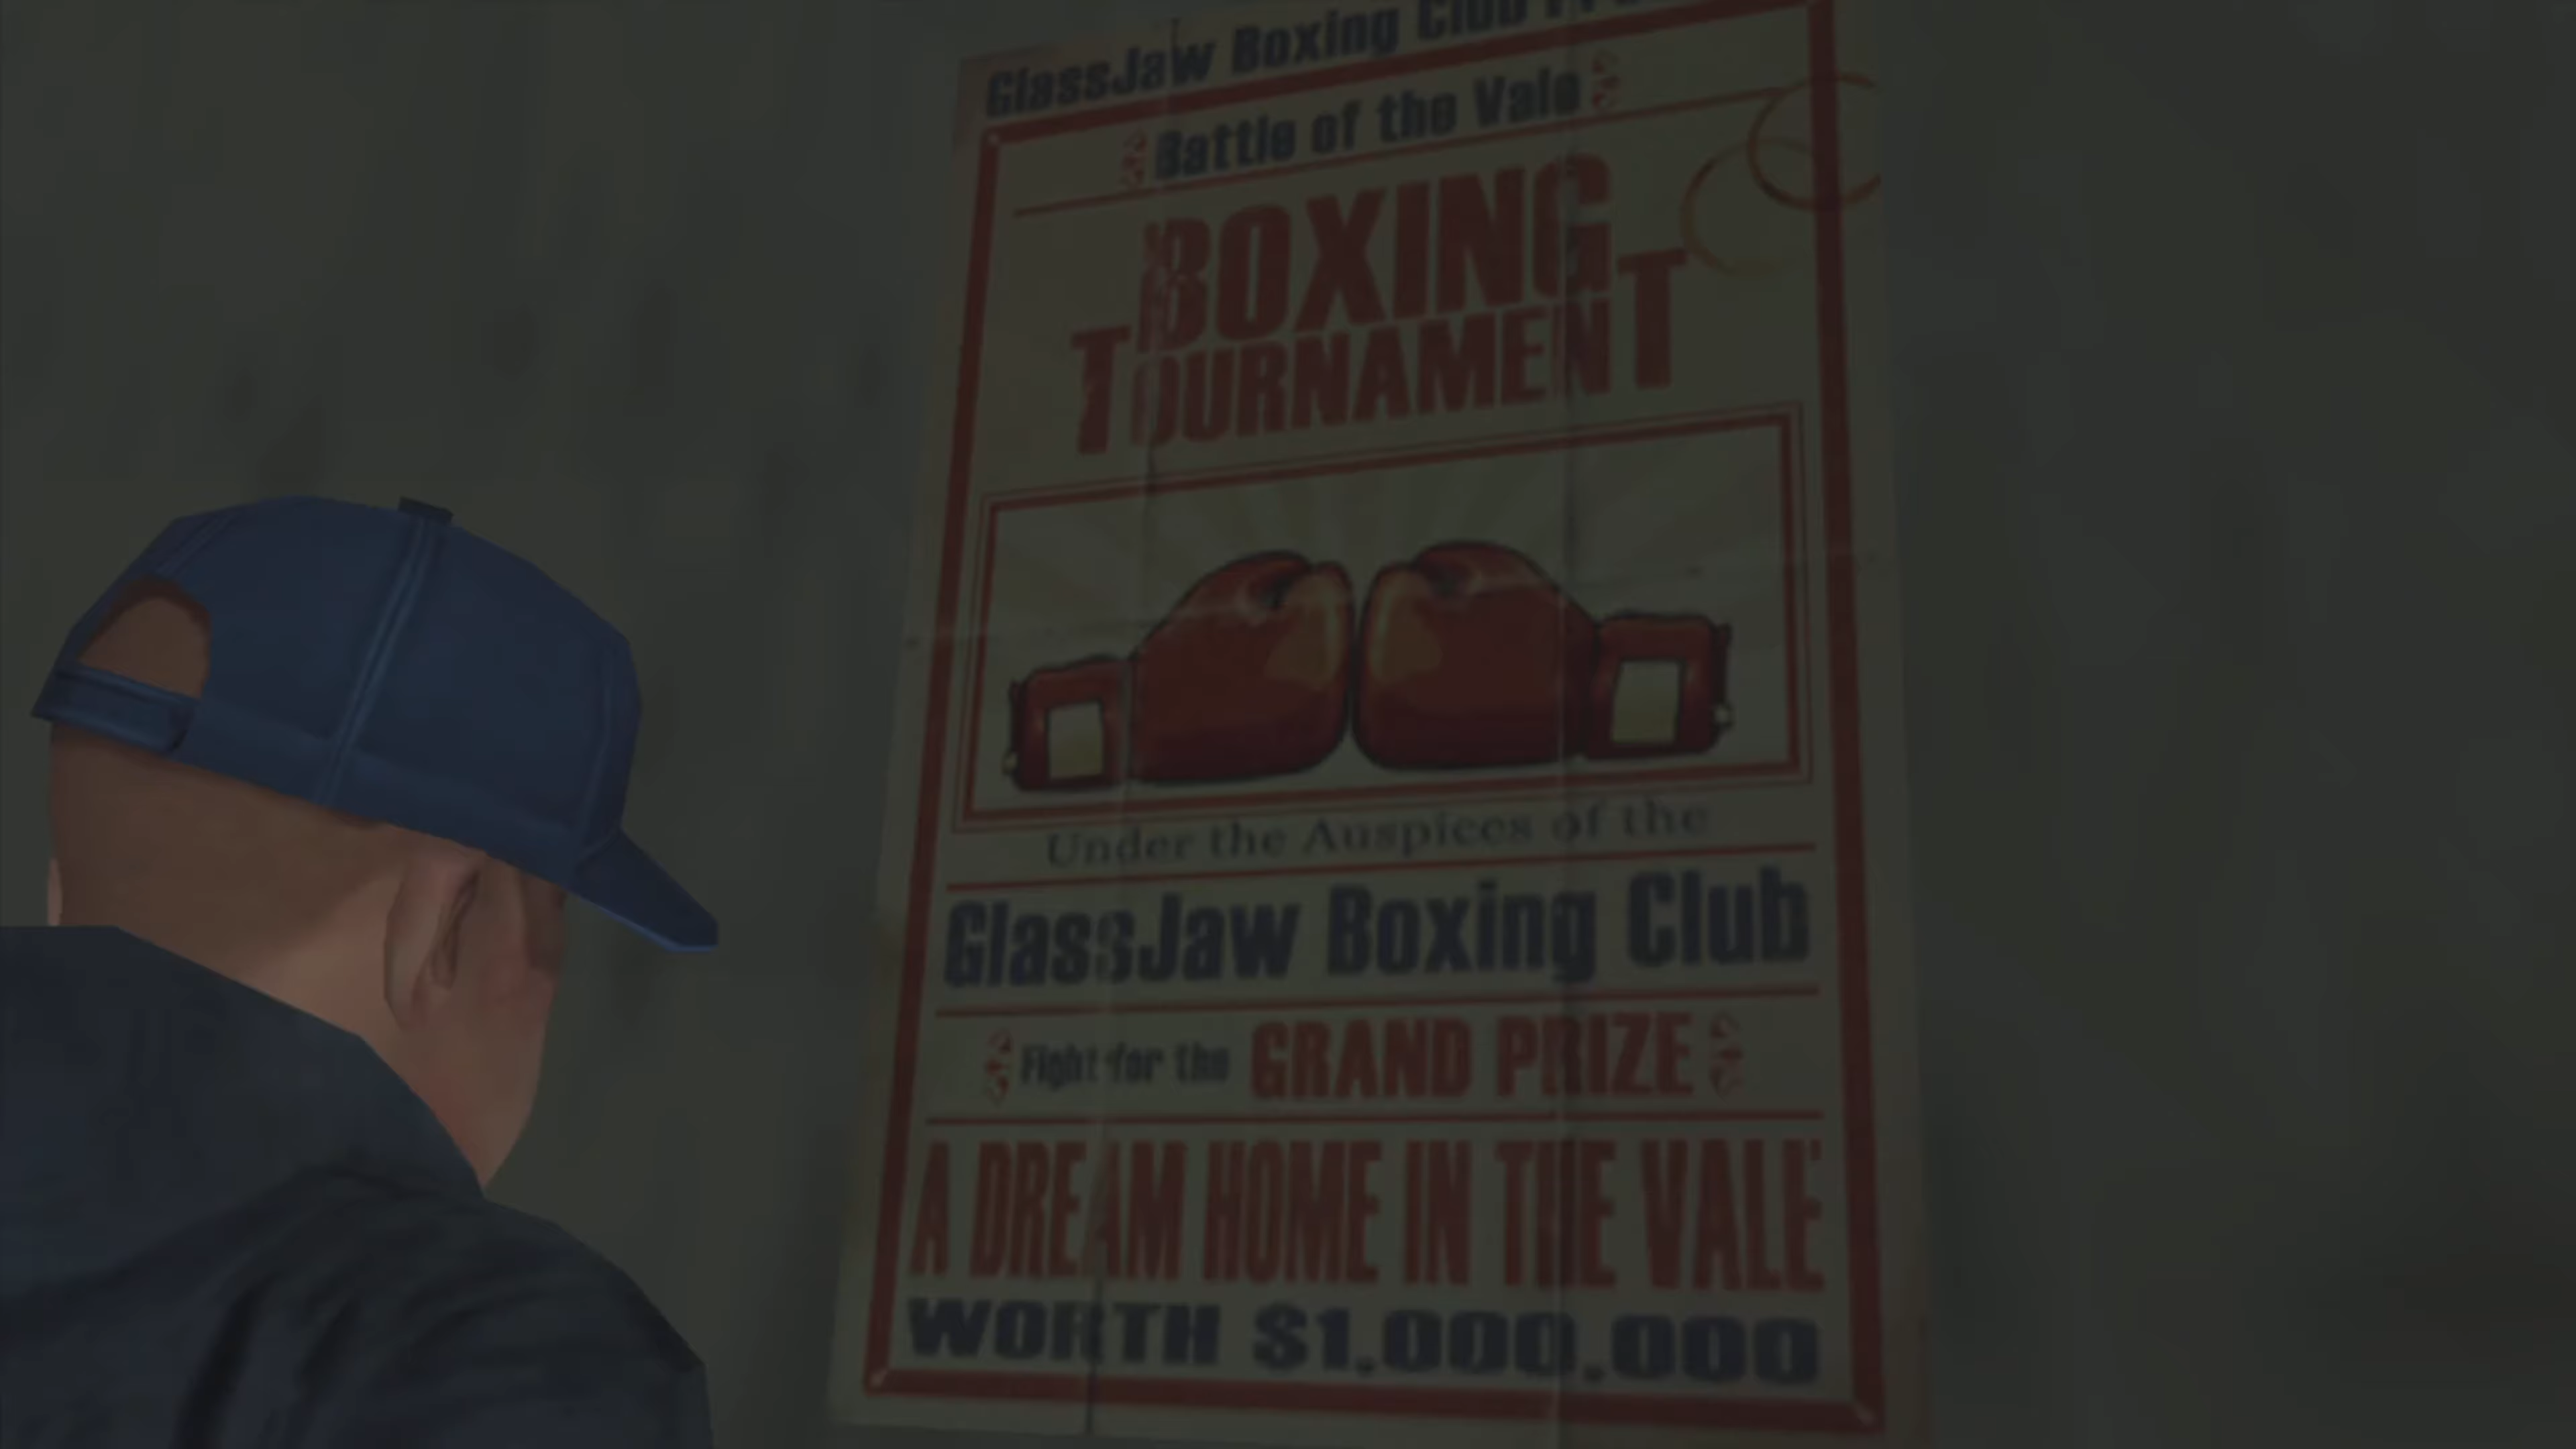 GlassJaw Boxing Club
Battle of the Vale
BOXING
TOURNAMENT
Under the Auspices of the
GlassJaw Boxing Club
Fight for the GRAND PRIZE
A DREAM HOME IN THE VALE
WORTH $1.000.000